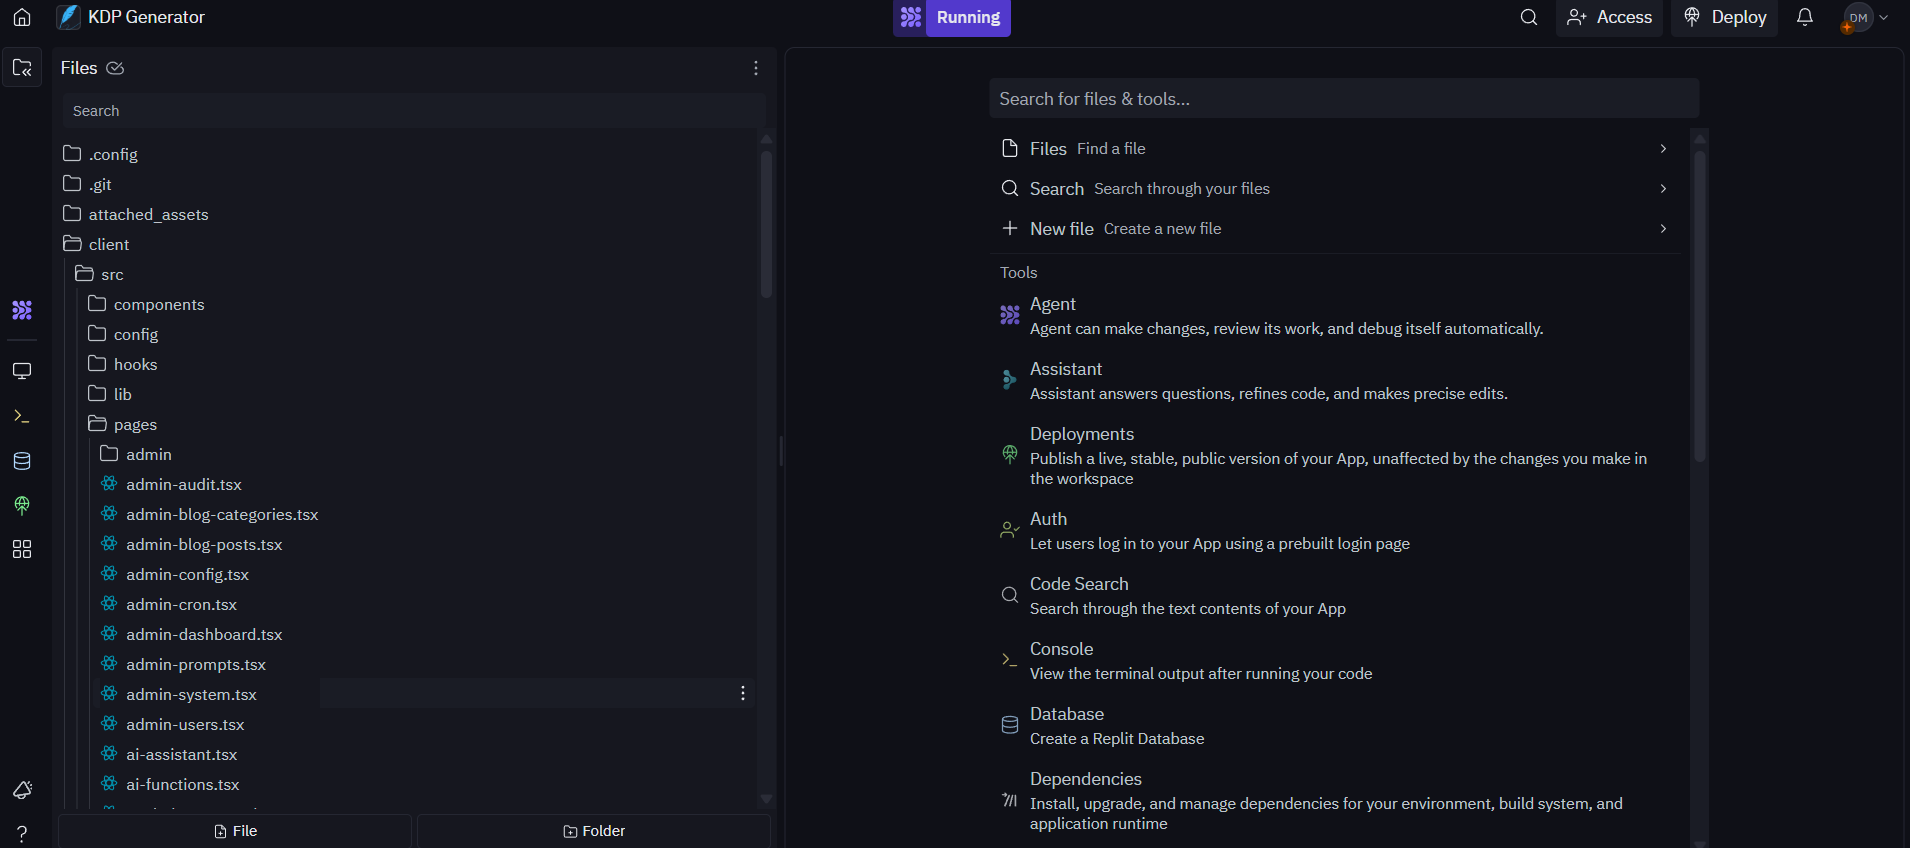 KDP Generator
Running
Access
Deploy
DM
Files
Search
.config
.git
attached_assets
client
src
components
config
hooks
lib
pages
admin
admin-audit.tsx
admin-blog-categories.tsx
admin-blog-posts.tsx
admin-config.tsx
admin-cron.tsx
admin-dashboard.tsx
admin-prompts.tsx
admin-system.tsx
admin-users.tsx
ai-assistant.tsx
ai-functions.tsx
File
Folder
Search for files & tools...
Files Find a file
Search Search through your files
New file Create a new file
Tools
Agent
Agent can make changes, review its work, and debug itself automatically.
Assistant
Assistant answers questions, refines code, and makes precise edits.
Deployments
Publish a live, stable, public version of your App, unaffected by the changes you make in
the workspace
Auth
Let users log in to your App using a prebuilt login page
Code Search
Search through the text contents of your App
Console
View the terminal output after running your code
Database
Create a Replit Database
Dependencies
Install, upgrade, and manage dependencies for your environment, build system, and
application runtime